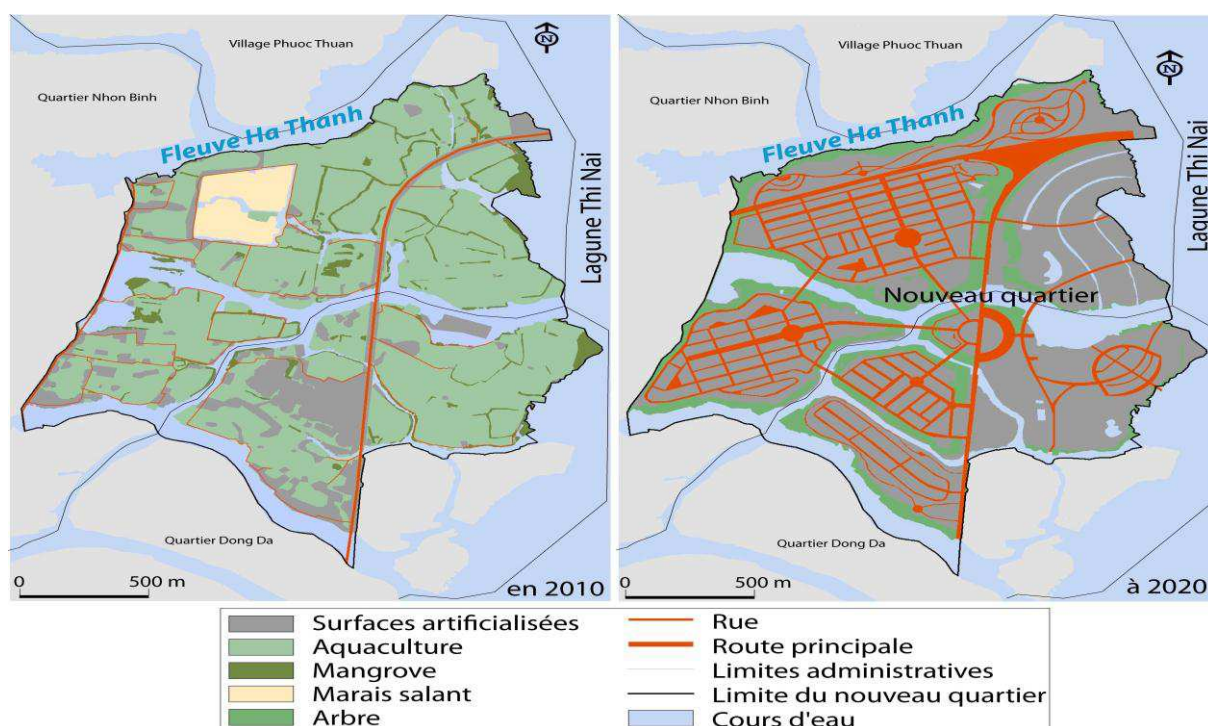 Village Phuoc Thuan
N
Quartier Nhon Binh
Fleuve Ha Thanh
Lagune Thi Nai
Quartier Dong Da
0 500 m
en 2010
Village Phuoc Thuan
N
Quartier Nhon Binh
Fleuve Ha Thanh
Lagune Thi Nai
Nouveau quartier
Quartier Dong Da
0 500 m
à 2020
Surfaces artificialisées
Aquaculture
Mangrove
Marais salant
Arbre
Rue
Route principale
Limites administratives
Limite du nouveau quartier
Cours d'eau